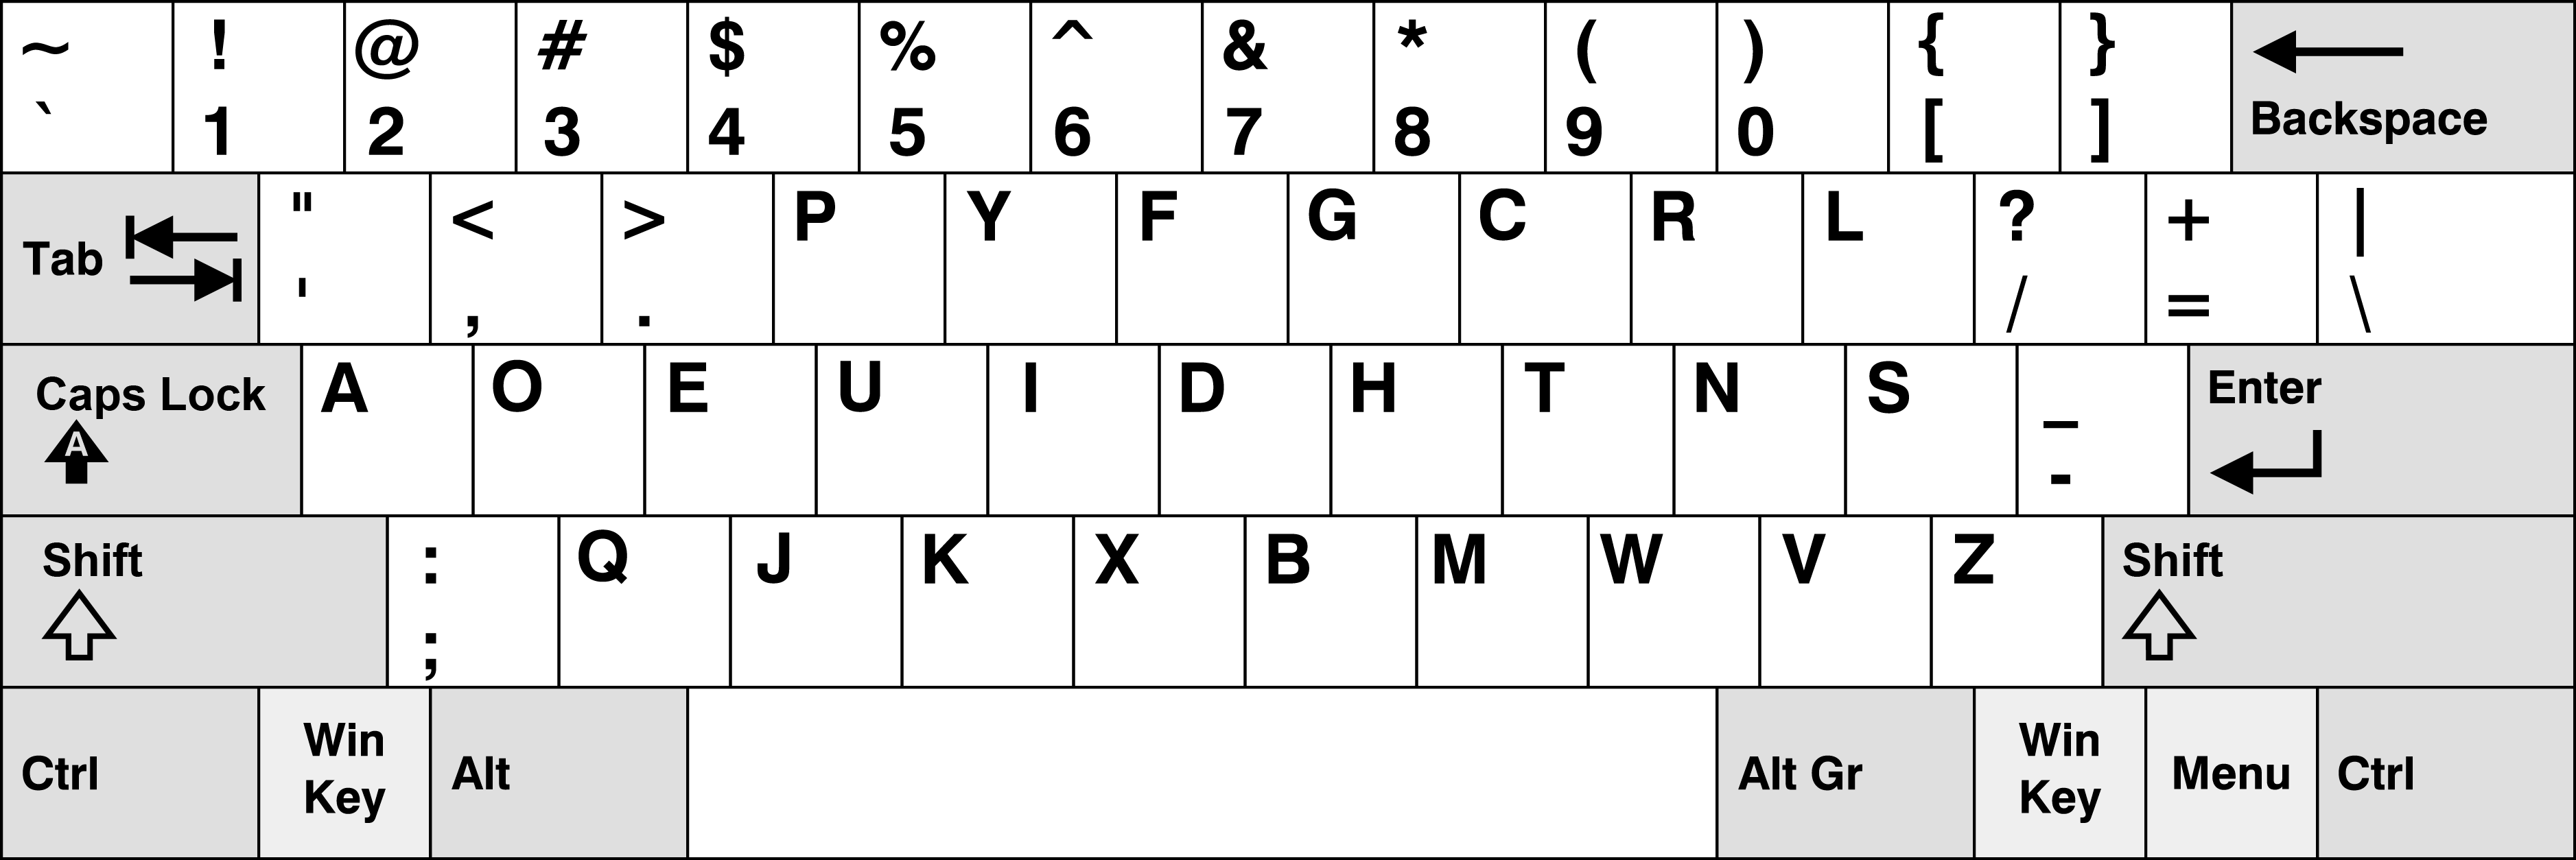 ~ ! @ # $ % ^ & * ( ) { }
` 1 2 3 4 5 6 7 8 9 0 [ ] Backspace
Tab " < > P Y F G C R L ? + |
' , . / = \
Caps Lock A O E U I D H T N S _ Enter
A -
Shift : Q J K X B M W V Z Shift
;
Ctrl Win Key Alt Alt Gr Win Key Menu Ctrl